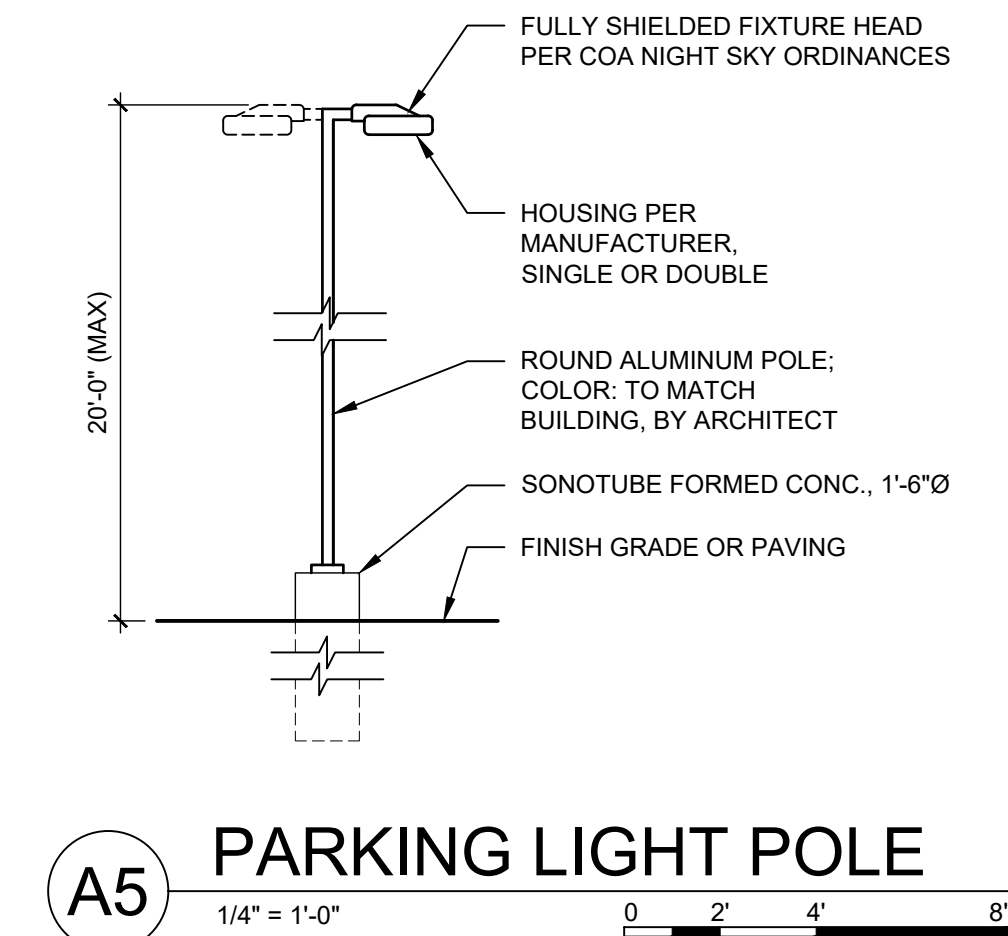 FULLY SHIELDED FIXTURE HEAD
PER COA NIGHT SKY ORDINANCES
HOUSING PER
MANUFACTURER,
SINGLE OR DOUBLE
20'-0" (MAX)
ROUND ALUMINUM POLE;
COLOR: TO MATCH
BUILDING, BY ARCHITECT
SONOTUBE FORMED CONC., 1'-6"Ø
FINISH GRADE OR PAVING
A5
PARKING LIGHT POLE
1/4" = 1'-0"
0 2' 4' 8'